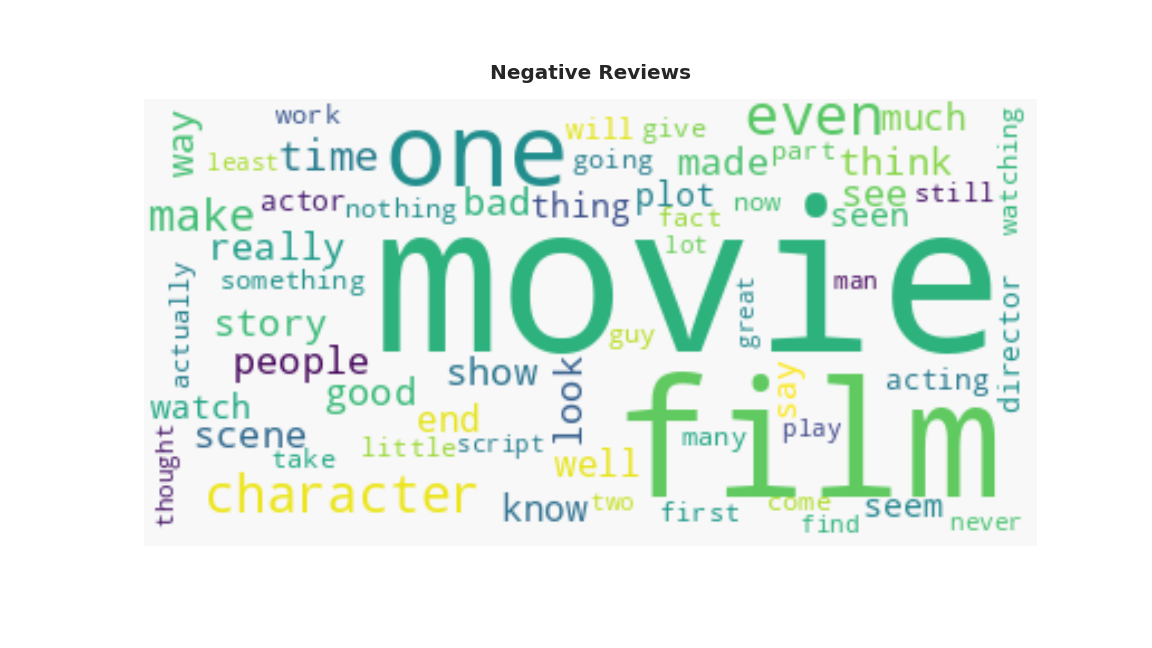 Negative Reviews
work
way
one
will
give
even
much
watching
least
time
going
made
part
think
make
actor
nothing
bad
thing
plot
fact
now
see
seen
still
really
movie
lot
something
man
actually
story
guy
great
director
people
show
look
good
film
say
acting
watch
end
many
play
scene
little
script
take
well
thought
character
know
two
first
come
find
seem
never